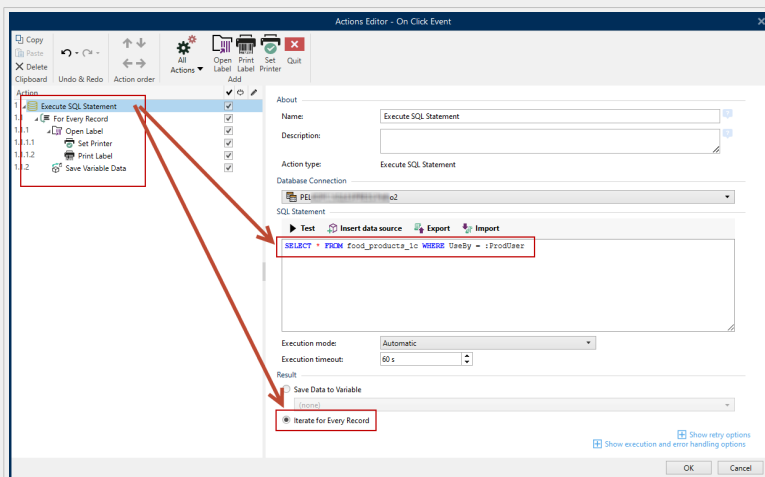 Actions Editor - On Click Event
Copy
Paste
Delete
All Actions
Open Label
Print Label
Set Printer
Quit
Clipboard
Undo & Redo
Action order
Add
Action
1 Execute SQL Statement
1.1 For Every Record
1.1.1 Open Label
1.1.1.1 Set Printer
1.1.1.2 Print Label
1.1.2 Save Variable Data
About
Name: Execute SQL Statement
Description:
Action type: Execute SQL Statement
Database Connection
o2
SQL Statement
Test Insert data source Export Import
SELECT * FROM food_products_1c WHERE UseBy = :ProdUser
Execution mode: Automatic
Execution timeout: 60 s
Result
Save Data to Variable
(none)
Iterate for Every Record
Show retry options
Show execution and error handling options
OK Cancel